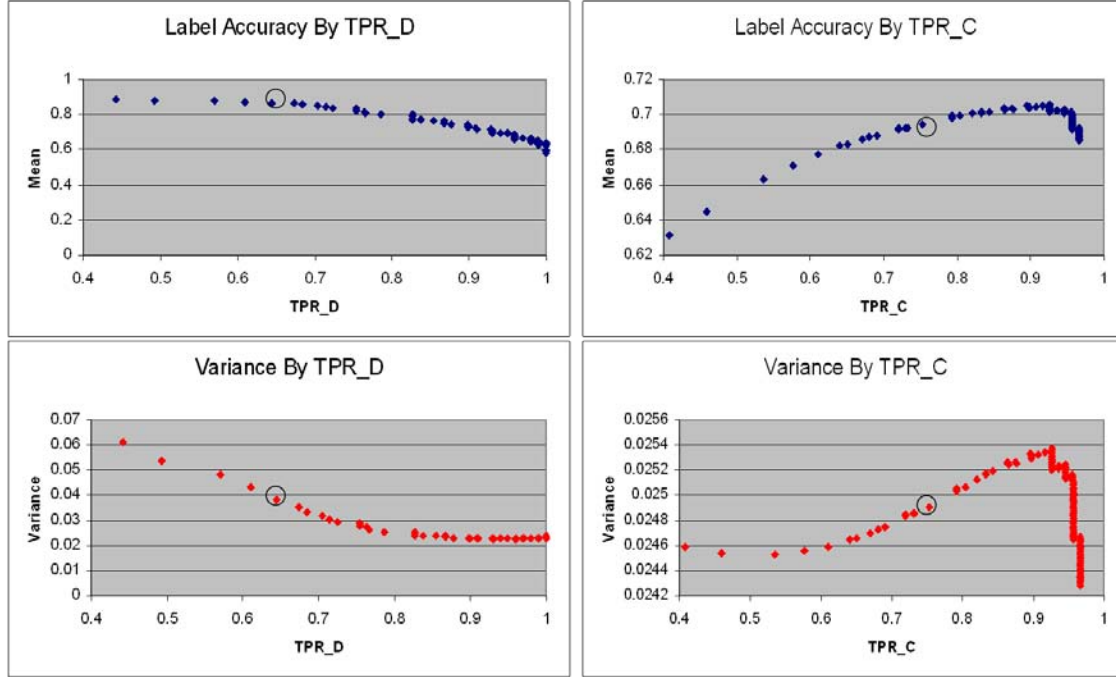 Label Accuracy By TPR_D
1
0.8
0.6
0.4
0.2
0
Mean
0.4 0.5 0.6 0.7 0.8 0.9 1
TPR_D
Label Accuracy By TPR_C
0.72
0.7
0.68
0.66
0.64
0.62
Mean
0.4 0.5 0.6 0.7 0.8 0.9 1
TPR_C
Variance By TPR_D
0.07
0.06
0.05
0.04
0.03
0.02
0.01
0
Variance
0.4 0.5 0.6 0.7 0.8 0.9 1
TPR_D
Variance By TPR_C
0.0256
0.0254
0.0252
0.025
0.0248
0.0246
0.0244
0.0242
Variance
0.4 0.5 0.6 0.7 0.8 0.9 1
TPR_C